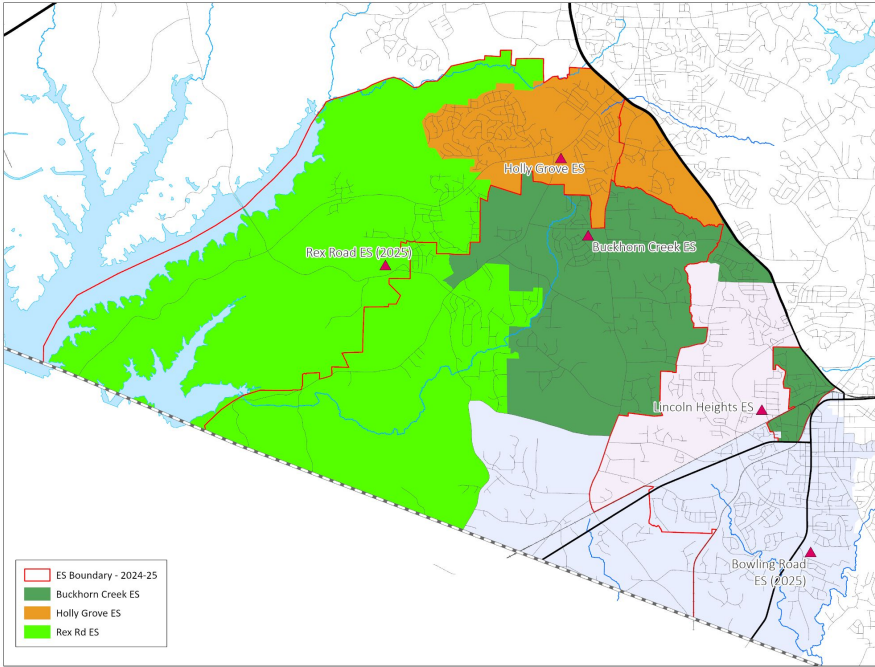 Holly Grove ES
Buckhorn Creek ES
Rex Road ES (2025)
Lincoln Heights ES
Bowling Road
ES (2025)
ES Boundary - 2024-25
Buckhorn Creek ES
Holly Grove ES
Rex Rd ES